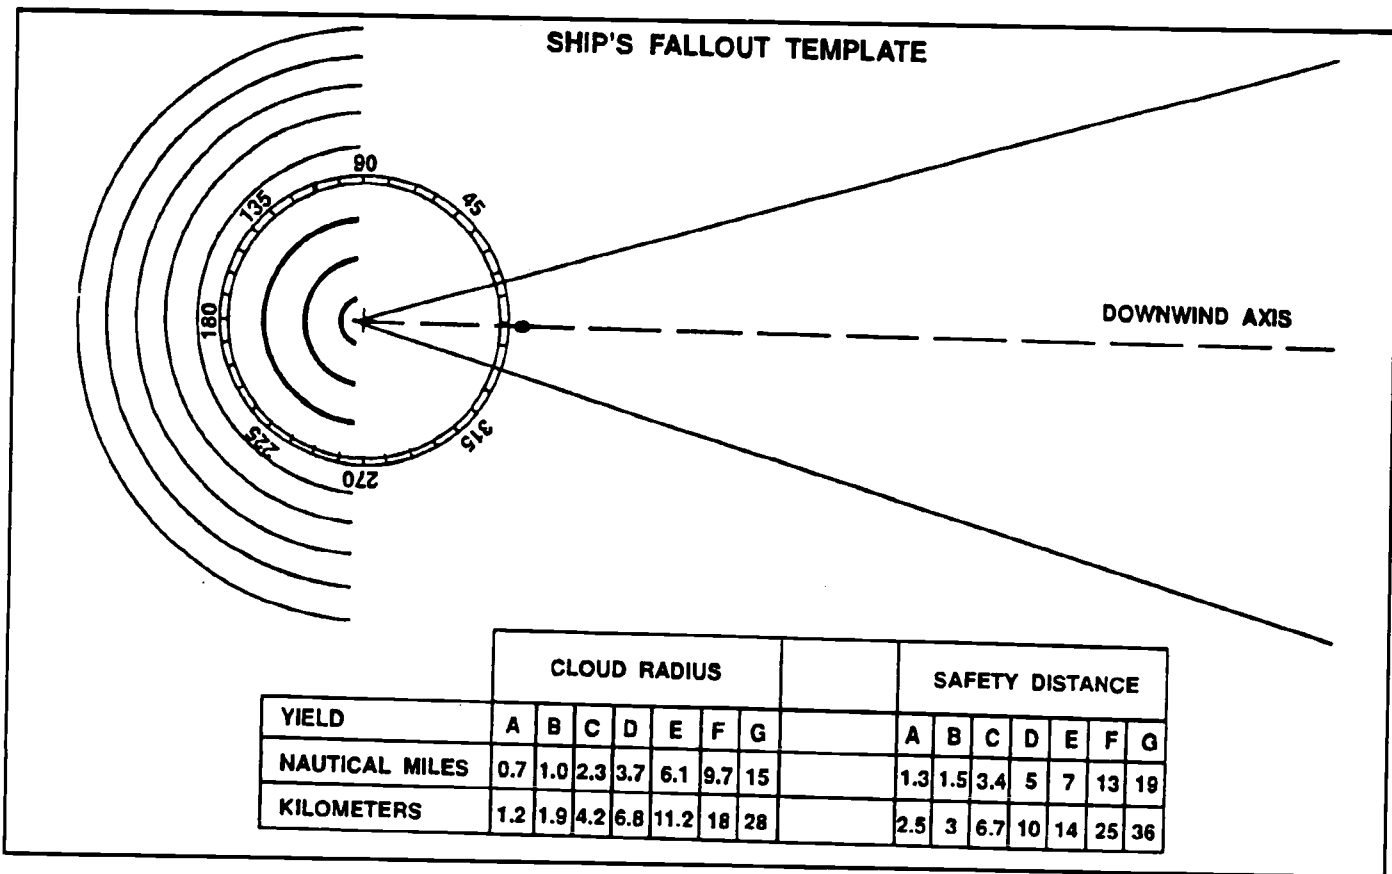 SHIP'S FALLOUT TEMPLATE
90
45
135
180
DOWNWIND AXIS
225
315
270
CLOUD RADIUS SAFETY DISTANCE
YIELD A B C D E F G A B C D E F G
NAUTICAL MILES 0.7 1.0 2.3 3.7 6.1 9.7 15 1.3 1.5 3.4 5 7 13 19
KILOMETERS 1.2 1.9 4.2 6.8 11.2 18 28 2.5 3 6.7 10 14 25 36